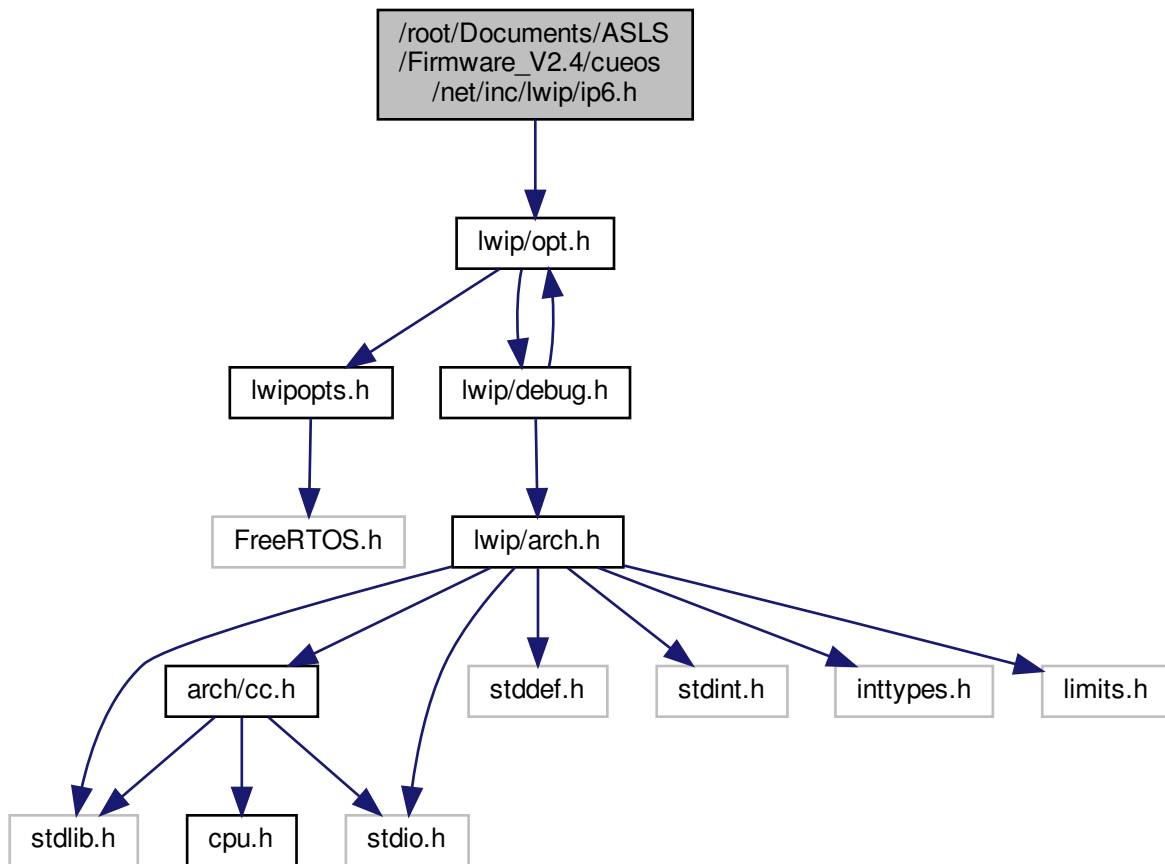 /root/Documents/ASLS
/Firmware_V2.4/cueos
/net/inc/lwip/ip6.h
lwip/opt.h
lwipopts.h
lwip/debug.h
FreeRTOS.h
lwip/arch.h
arch/cc.h
stddef.h
stdint.h
inttypes.h
limits.h
stdlib.h
cpu.h
stdio.h